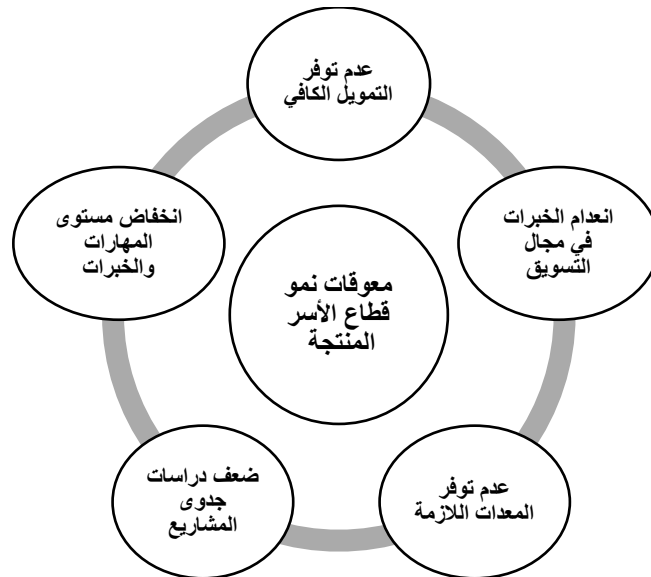 عدم توفر
التمويل الكافي
انعدام الخبرات
في مجال
التسويق
عدم توفر
المعدات اللازمة
ضعف دراسات
جدوى
المشاريع
انخفاض مستوى
المهارات
والخبرات
معوقات نمو
قطاع الأسر
المنتجة